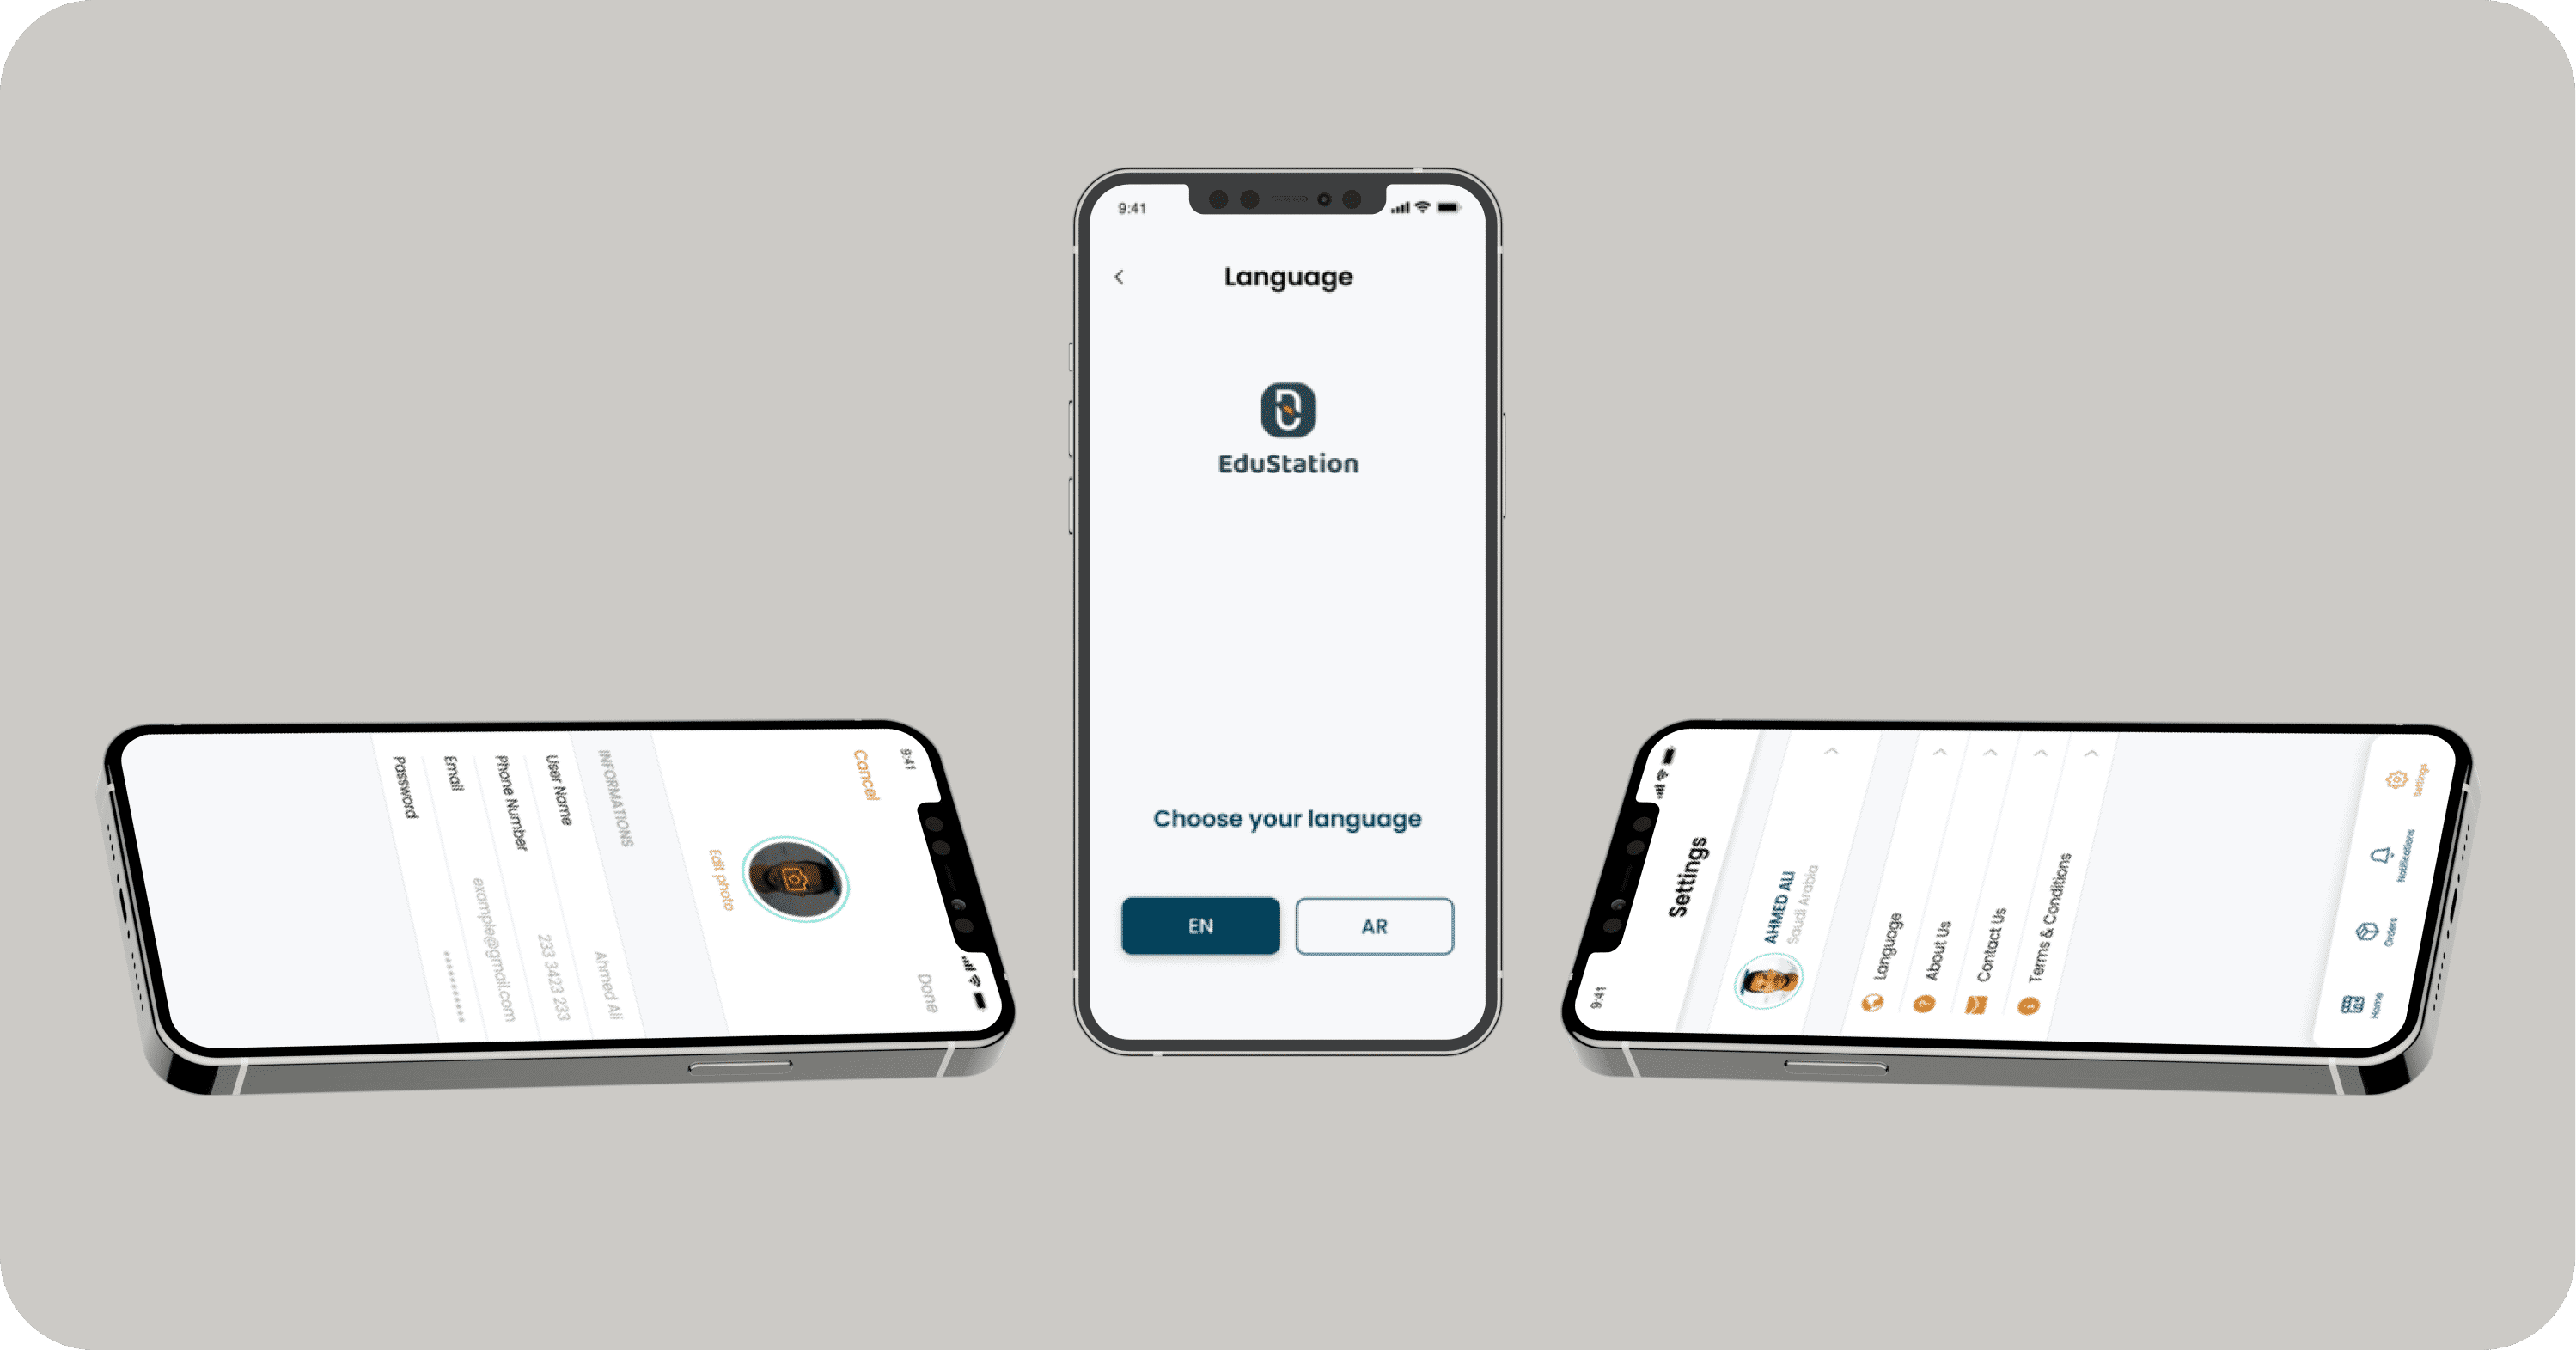 9:41
Cancel
Done
Edit photo
INFORMATIONS
User Name Ahmed Ali
Phone Number 233 3423 233
Email example@gmail.com
Password **********
9:41
Language
EduStation
Choose your language
EN AR
9:41
Settings
AHMED ALI
Saudi Arabia
Language
About Us
Contact Us
Terms & Conditions
Home Orders Notifications Settings